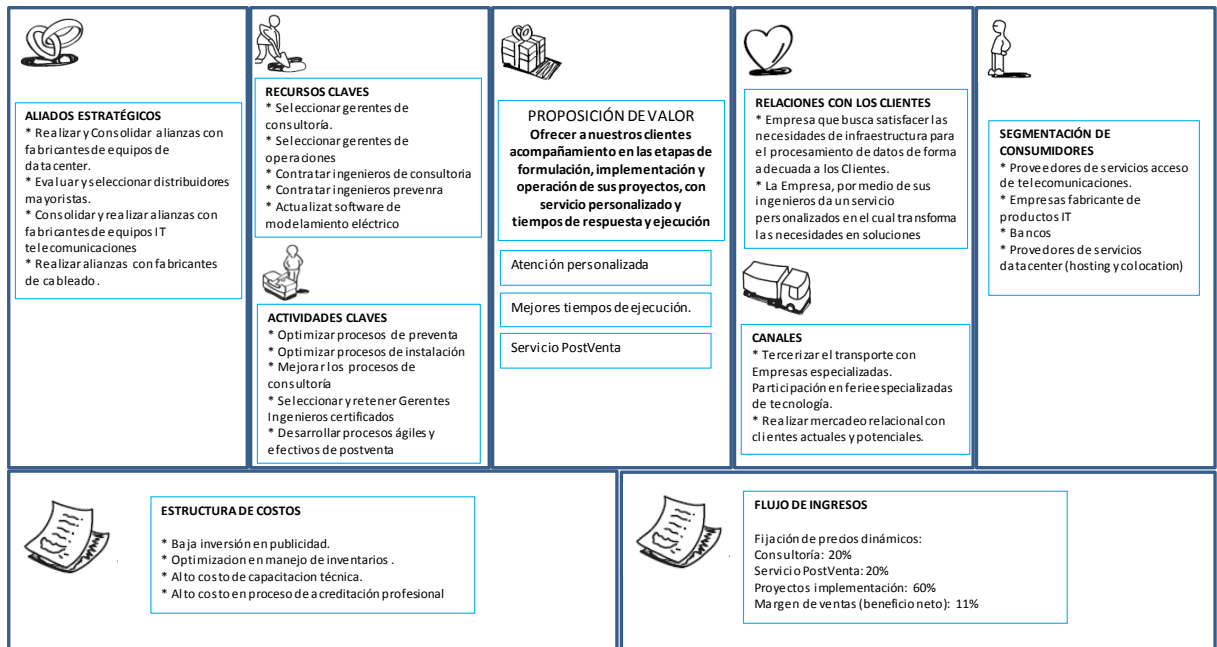 ALIADOS ESTRATÉGICOS
* Realizar y Consolidar alianzas con
fabricantes de equipos de
datacenter.
* Evaluar y seleccionar distribuidores
mayoristas.
* Consolidar y realizar alianzas con
fabricantes de equipos IT
telecomunicaciones
* Realizar alianzas con fabricantes
de cableado.
RECURSOS CLAVES
* Seleccionar gerentes de
consultoría.
* Seleccionar gerentes de
operaciones
* Contratar ingenieros de consultoria
* Contratar ingenieros prevenra
* Actualizat software de
modelamiento eléctrico
ACTIVIDADES CLAVES
* Optimizar procesos de preventa
* Optimizar procesos de instalación
* Mejorar los procesos de
consultoría
* Seleccionar y retener Gerentes
Ingenieros certificados
* Desarrollar procesos ágiles y
efectivos de postventa
PROPOSICIÓN DE VALOR
Ofrecer a nuestros clientes
acompañamiento en las etapas de
formulación, implementación y
operación de sus proyectos, con
servicio personalizado y
tiempos de respuesta y ejecución
Atención personalizada
Mejores tiempos de ejecución.
Servicio PostVenta
RELACIONES CON LOS CLIENTES
* Empresa que busca satisfacer las
necesidades de infraestructura para
el procesamiento de datos de forma
adecuada a los Clientes.
* La Empresa, por medio de sus
ingenieros da un servicio
personalizados en el cual transforma
las necesidades en soluciones
CANALES
* Tercerizar el transporte con
Empresas especializadas.
Participación en ferie especializadas
de tecnología.
* Realizar mercadeo relacional con
clientes actuales y potenciales.
SEGMENTACIÓN DE
CONSUMIDORES
* Proveedores de servicios acceso
de telecomunicaciones.
* Empresas fabricante de
productos IT
* Bancos
* Provedores de servicios
datacenter (hosting y colocation)
ESTRUCTURA DE COSTOS
* Baja inversión en publicidad.
* Optimizacion en manejo de inventarios .
* Alto costo de capacitacion técnica.
* Alto costo en proceso de acreditación profesional
FLUJO DE INGRESOS
Fijación de precios dinámicos:
Consultoría: 20%
Servicio PostVenta: 20%
Proyectos implementación: 60%
Margen de ventas (beneficio neto): 11%